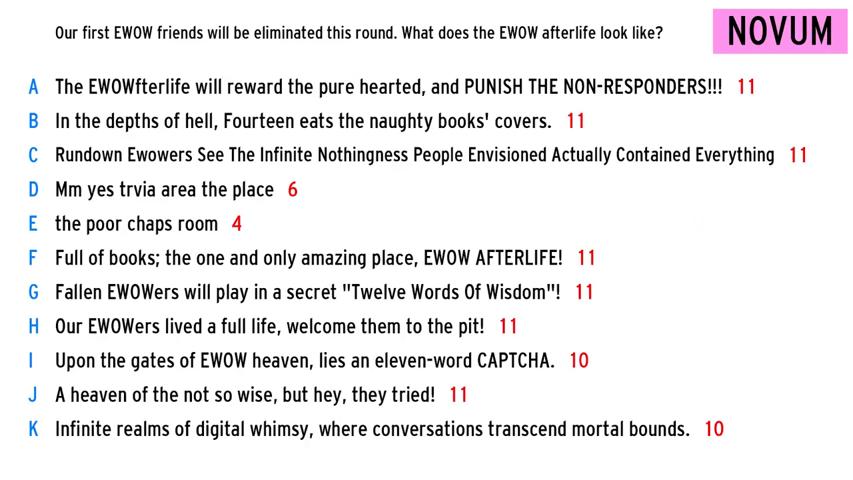 Our first EWOW friends will be eliminated this round. What does the EWOW afterlife look like?
NOVUM
A The EWOWfterlife will reward the pure hearted, and PUNISH THE NON-RESPONDERS!!! 11
B In the depths of hell, Fourteen eats the naughty books' covers. 11
C Rundown Ewowers See The Infinite Nothingness People Envisioned Actually Contained Everything 11
D Mm yes trvia area the place 6
E the poor chaps room 4
F Full of books; the one and only amazing place, EWOW AFTERLIFE! 11
G Fallen EWOWers will play in a secret "Twelve Words Of Wisdom"! 11
H Our EWOWers lived a full life, welcome them to the pit! 11
I Upon the gates of EWOW heaven, lies an eleven-word CAPTCHA. 10
J A heaven of the not so wise, but hey, they tried! 11
K Infinite realms of digital whimsy, where conversations transcend mortal bounds. 10